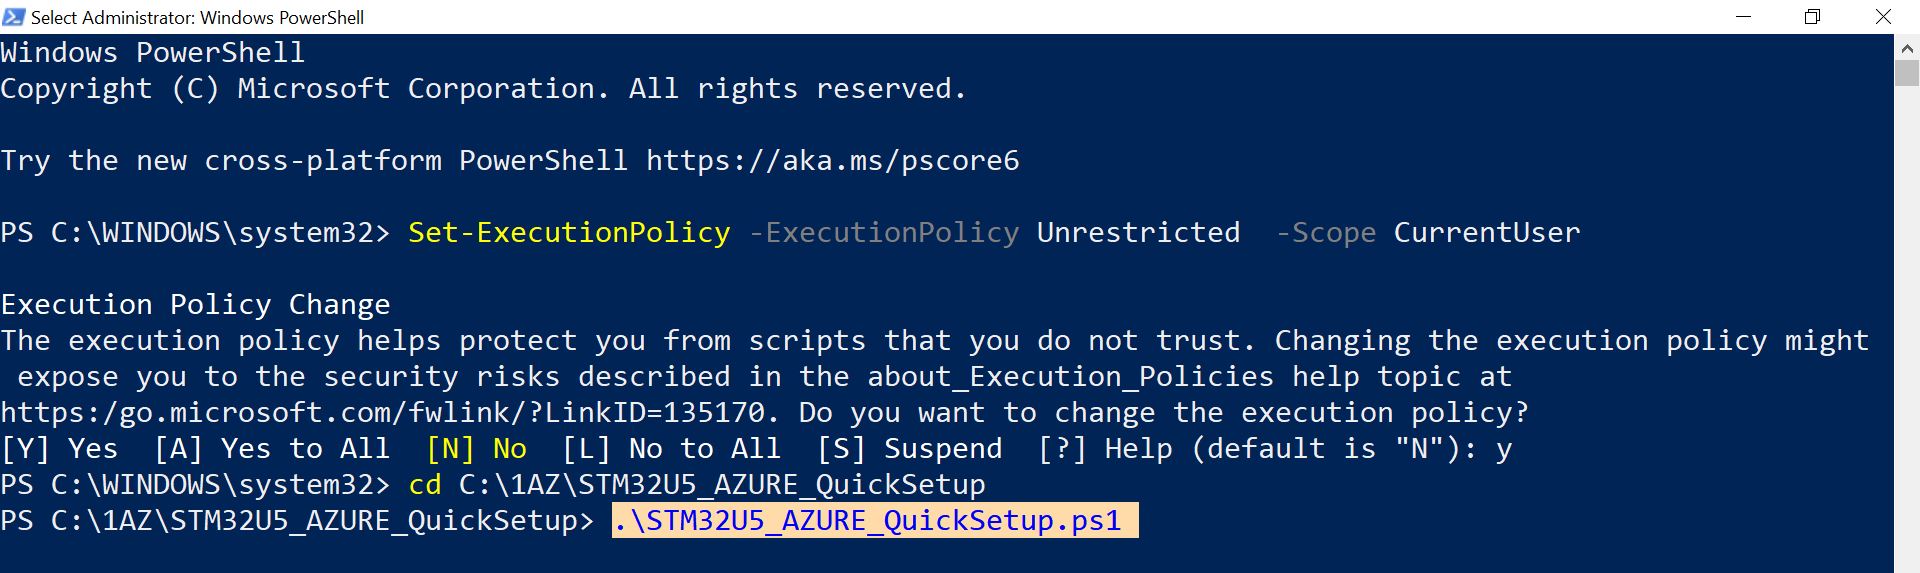 Select Administrator: Windows PowerShell
Windows PowerShell
Copyright (C) Microsoft Corporation. All rights reserved.
Try the new cross-platform PowerShell https://aka.ms/pscore6
PS C:\WINDOWS\system32> Set-ExecutionPolicy -ExecutionPolicy Unrestricted  -Scope CurrentUser
Execution Policy Change
The execution policy helps protect you from scripts that you do not trust. Changing the execution policy might
 expose you to the security risks described in the about_Execution_Policies help topic at
https:/go.microsoft.com/fwlink/?LinkID=135170. Do you want to change the execution policy?
[Y] Yes  [A] Yes to All  [N] No  [L] No to All  [S] Suspend  [?] Help (default is "N"): y
PS C:\WINDOWS\system32> cd C:\1AZ\STM32U5_AZURE_QuickSetup
PS C:\1AZ\STM32U5_AZURE_QuickSetup> .\STM32U5_AZURE_QuickSetup.ps1